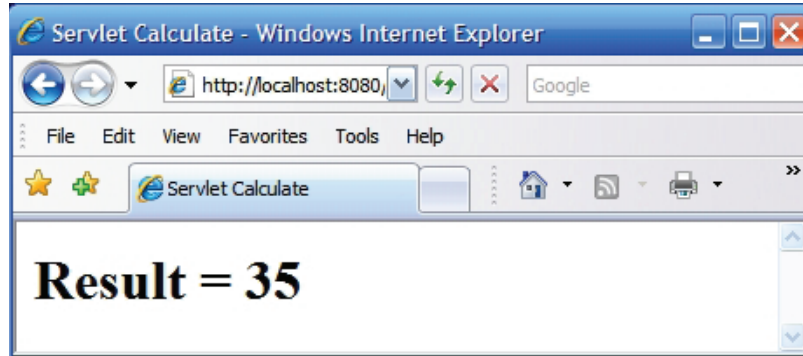 Servlet Calculate - Windows Internet Explorer
http://localhost:8080/
Google
File Edit View Favorites Tools Help
Servlet Calculate
»
Result = 35